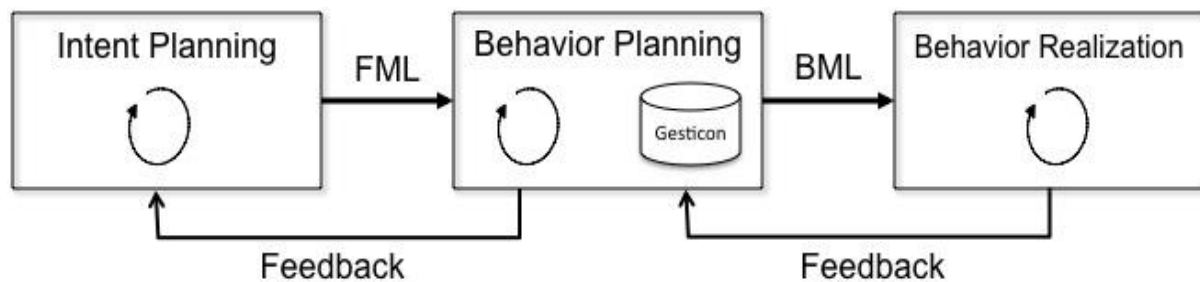 Intent Planning
FML
Behavior Planning
Gesticon
BML
Behavior Realization
Feedback
Feedback